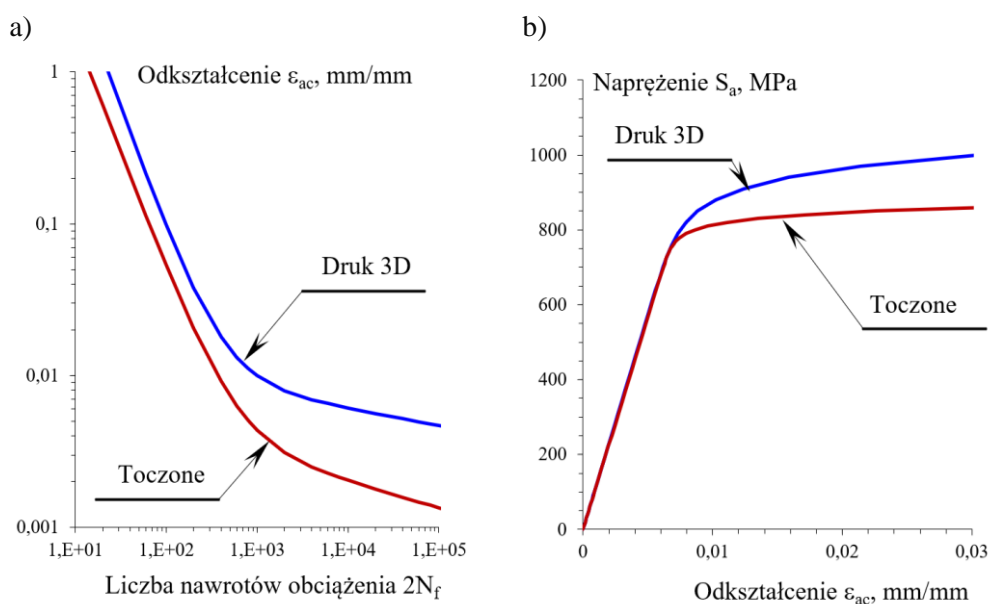 a)
Odkształcenie εac, mm/mm
1
0.1
0,01
0,001
Druk 3D
Toczone
1,E+01 1,E+02 1,E+03 1,E+04 1,E+05
Liczba nawrotów obciążenia 2Nf
b)
Naprężenie Sa, MPa
1200
1000
800
600
400
200
0
Druk 3D
Toczone
0 0,01 0,02 0,03
Odkształcenie εac, mm/mm